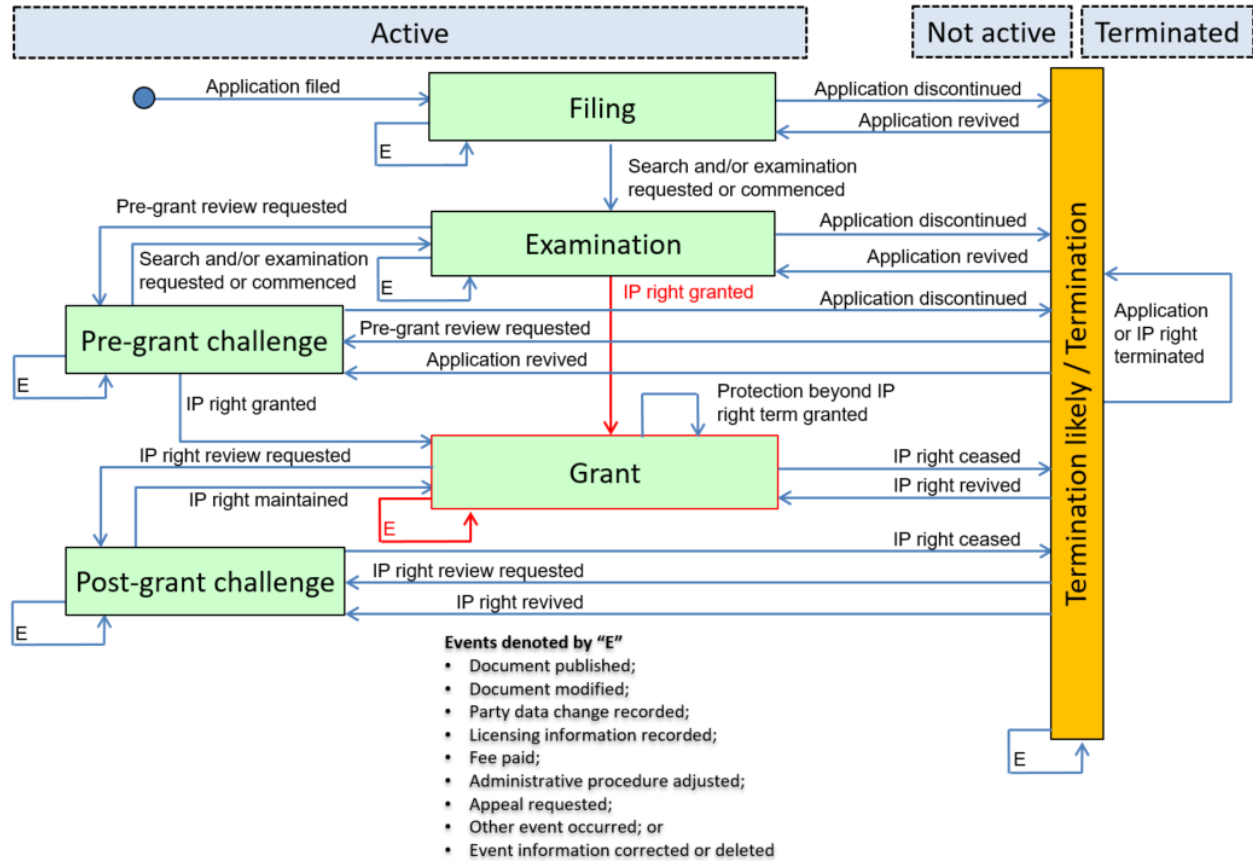 Active
Not active
Terminated
Application filed
Filing
Application discontinued
Application revived
E
Search and/or examination
requested or commenced
Pre-grant review requested
Examination
Application discontinued
Search and/or examination
requested or commenced
E
Application revived
IP right granted
Application discontinued
Pre-grant challenge
Pre-grant review requested
Application
or IP right
terminated
E
Application revived
IP right granted
Protection beyond IP
right term granted
IP right review requested
Grant
IP right ceased
IP right maintained
IP right revived
E
IP right ceased
Post-grant challenge
IP right review requested
E
IP right revived
Termination likely / Termination
Events denoted by “E”
• Document published;
• Document modified;
• Party data change recorded;
• Licensing information recorded;
• Fee paid;
• Administrative procedure adjusted;
• Appeal requested;
• Other event occurred; or
• Event information corrected or deleted
E